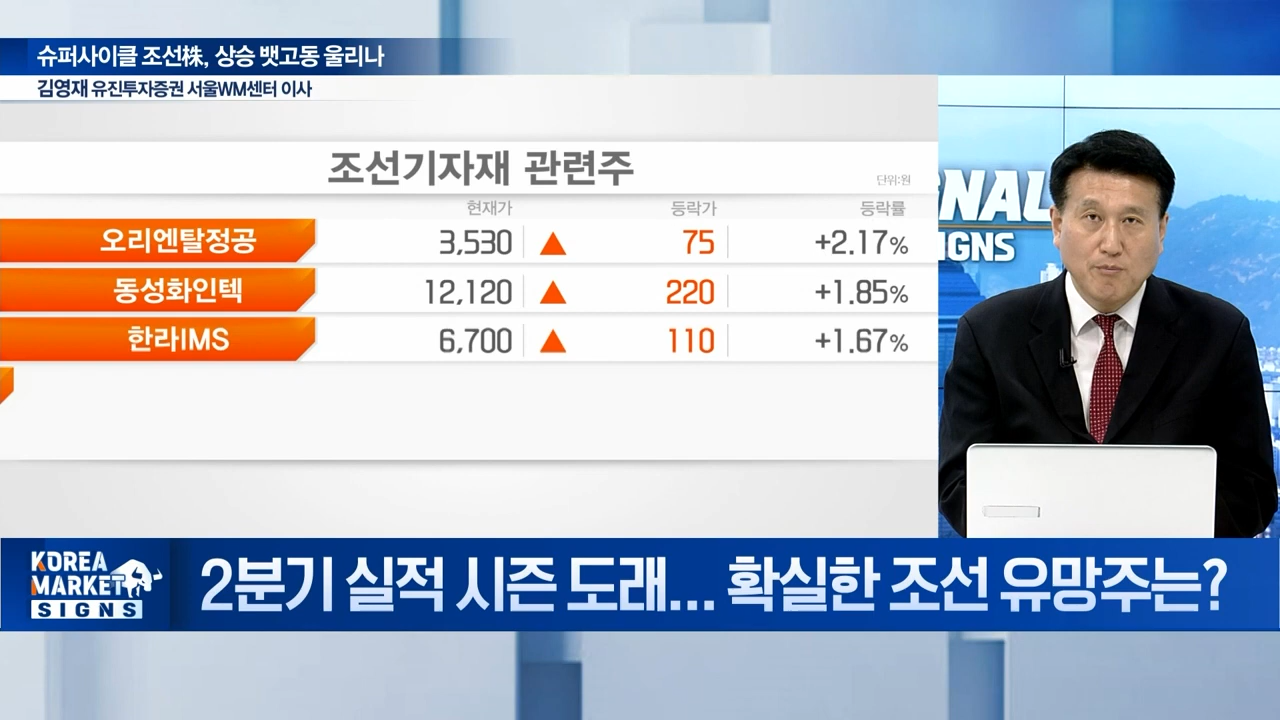 슈퍼사이클 조선株, 상승 뱃고동 울리나
김영재 유진투자증권 서울WM센터 이사
조선기자재 관련주
단위:원
현재가 등락가 등락률
오리엔탈정공 3,530 ▲ 75 +2.17%
동성화인텍 12,120 ▲ 220 +1.85%
한라IMS 6,700 ▲ 110 +1.67%
NAL
IGNS
KOREA
MARKET
SIGNS
2분기 실적 시즌 도래... 확실한 조선 유망주는?